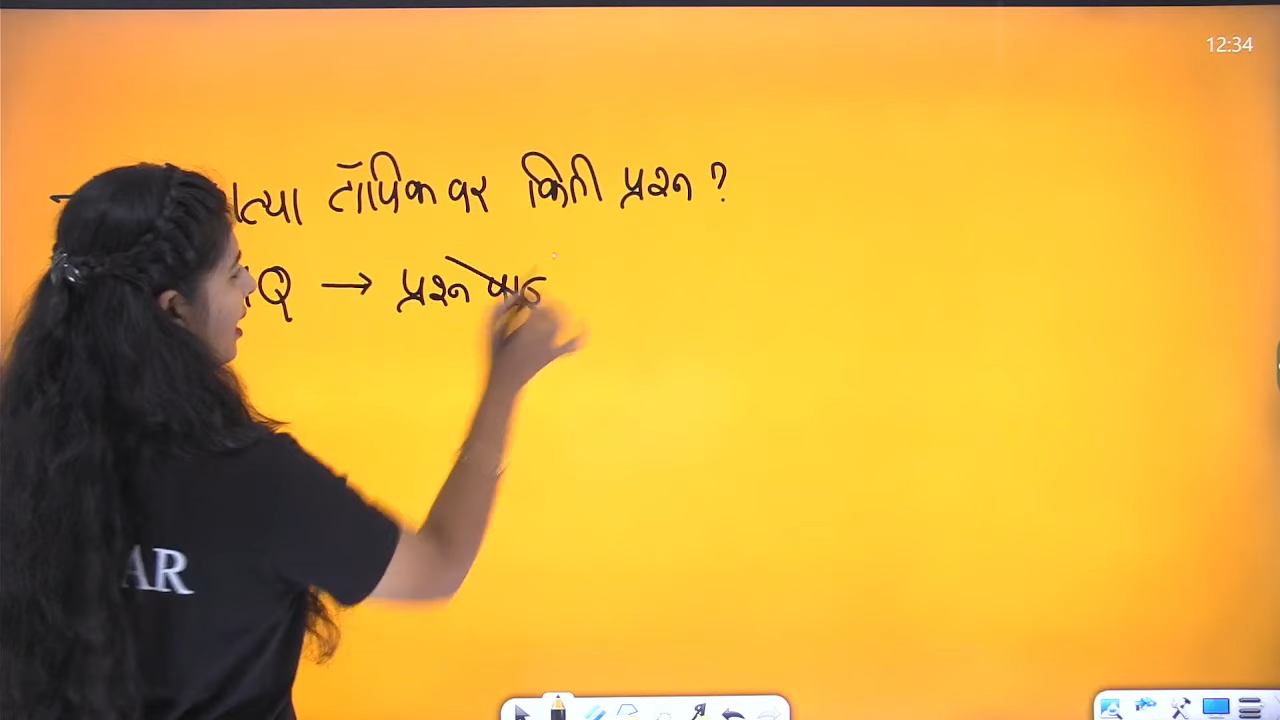 12:34
त्या टॉपिक वर किती प्रश्न ?
Q → प्रश्न पाठ
AR